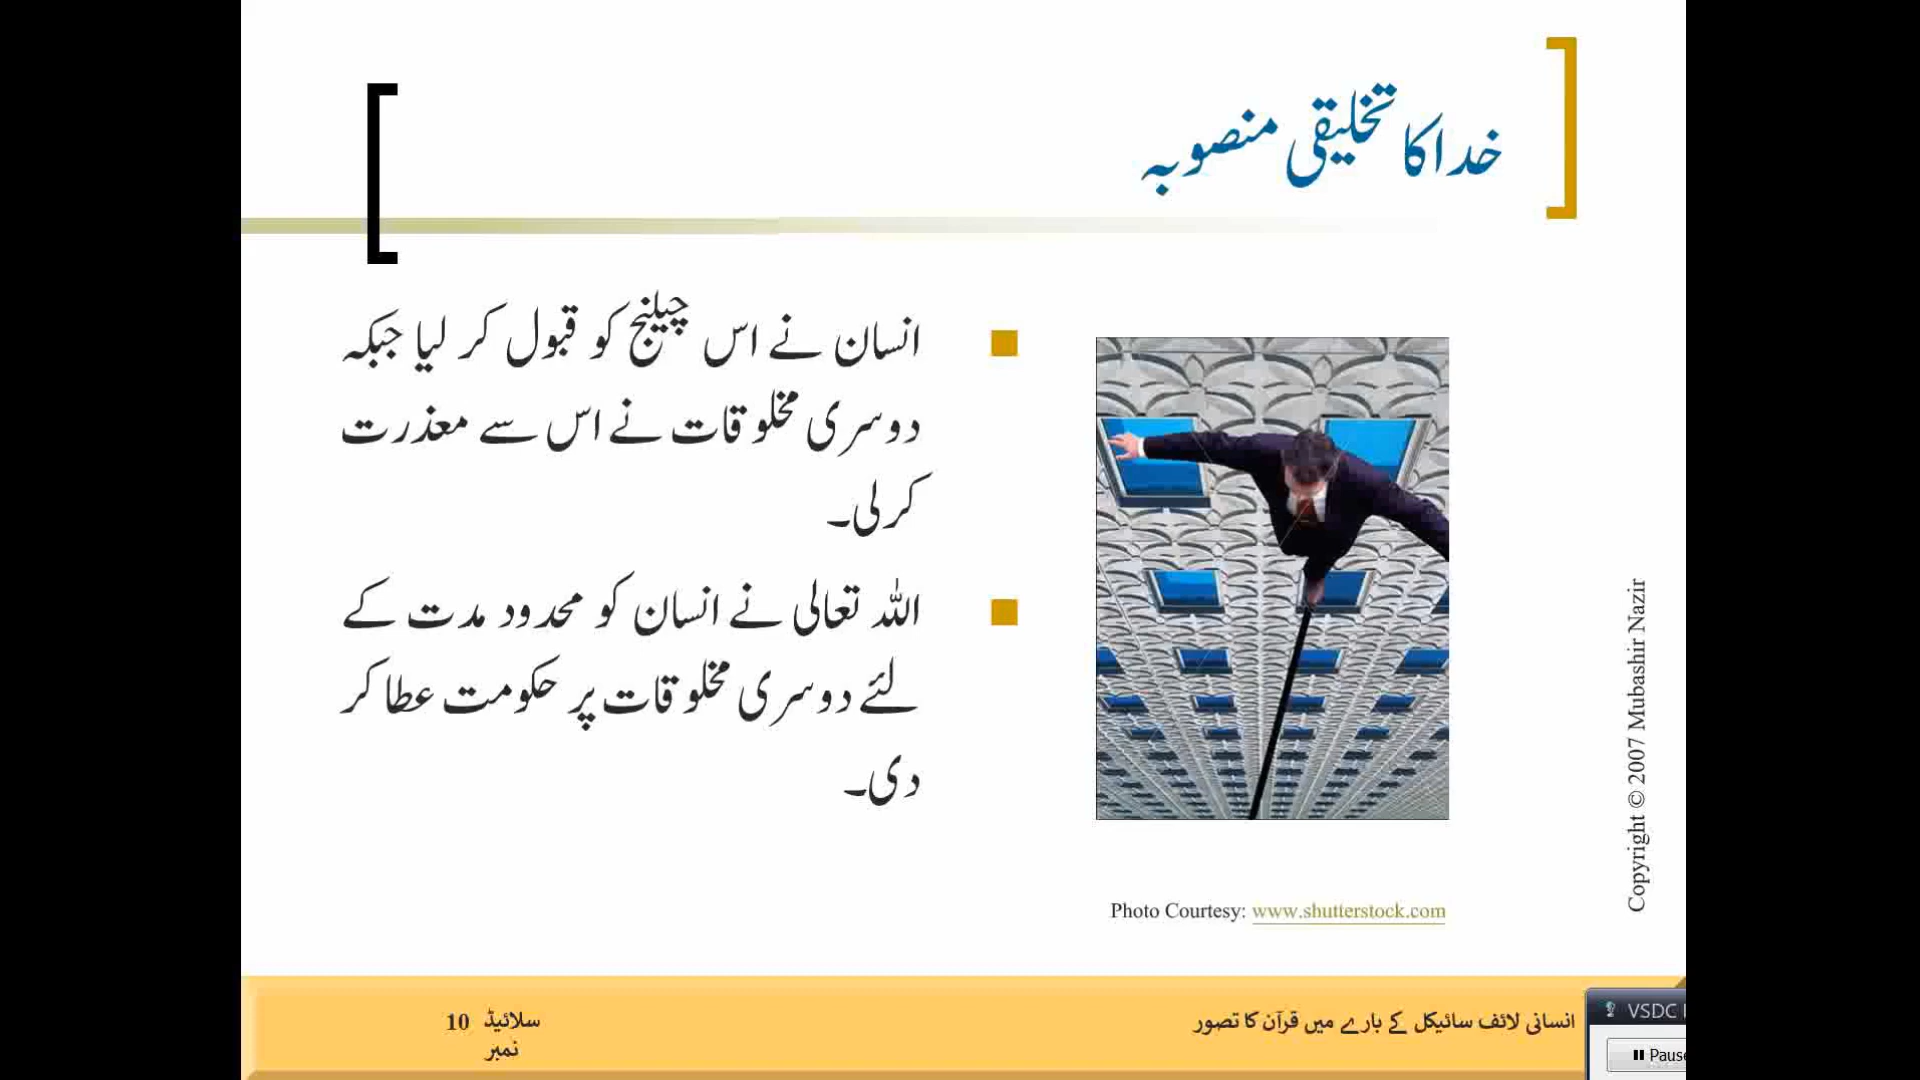 خدا کا تخلیقی منصوبہ
انسان نے اس چیلنج کو قبول کر لیا جبکہ
دوسری مخلوقات نے اس سے معذرت
کرلی۔
اللہ تعالی نے انسان کو محدود مدت کے
لئے دوسری مخلوقات پر حکومت عطا کر
دی۔
Photo Courtesy: www.shutterstock.com
Copyright © 2007 Mubashir Nazir
انسانی لائف سائیکل کے بارے میں قرآن کا تصور
سلائیڈ 10
نمبر
VSDC
Pause